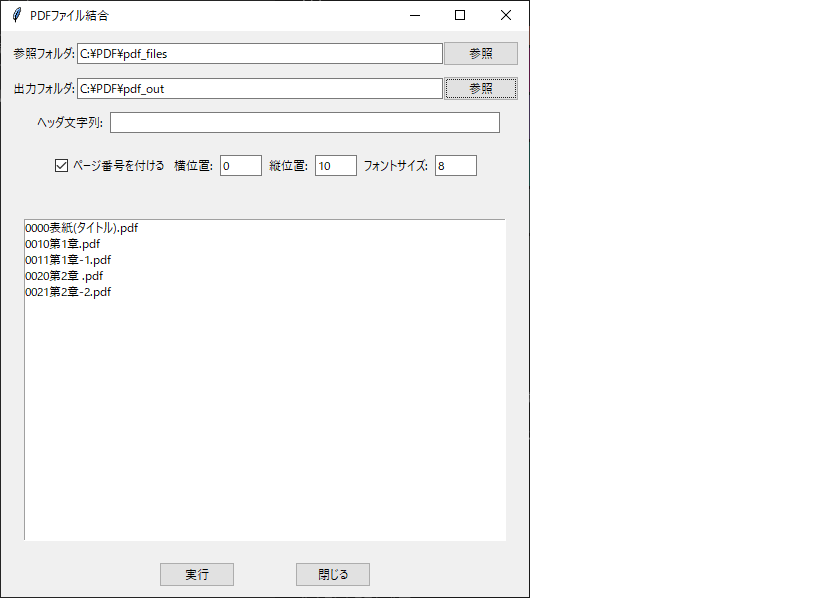 PDFファイル結合
参照フォルダ: C:¥PDF¥pdf_files 参照
出力フォルダ: C:¥PDF¥pdf_out 参照
ヘッダ文字列:
ページ番号を付ける 横位置: 0 縦位置: 10 フォントサイズ: 8
0000表紙(タイトル).pdf
0010第1章.pdf
0011第1章-1.pdf
0020第2章 .pdf
0021第2章-2.pdf
実行 閉じる